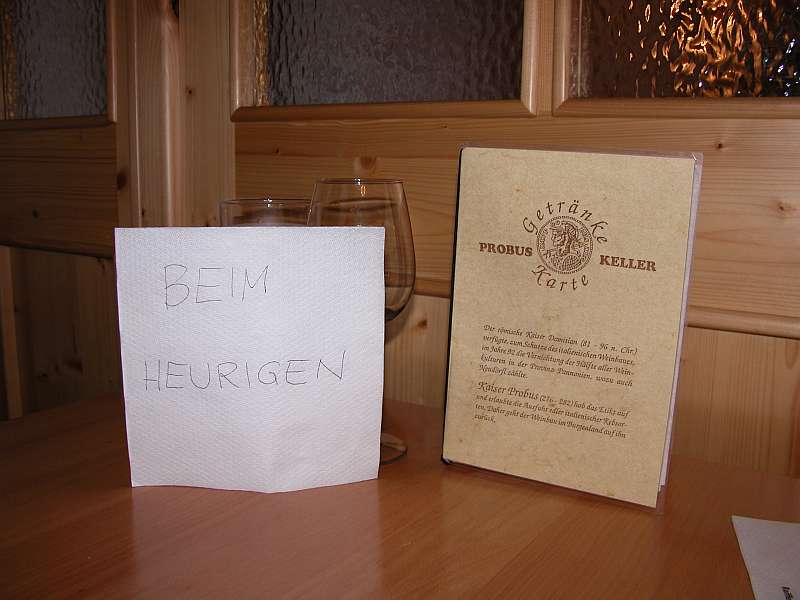 BEIM
HEURIGEN
Getränke
PROBUS KELLER
Karte
Der römische Kaiser Domitian (81 - 96 n. Chr.)
verfügte, zum Schutze des italienischen Weinbaues,
im Jahre 92 die Vernichtung der Hälfte aller Wein-
kulturen in der Provinz Pannonien, wozu auch
Neudörfl zählte.
Kaiser Probus (276 - 282) hob das Edikt auf
und erlaubte die Ausfuhr edler italienischer Rebsor-
ten. Daher geht der Weinbau im Burgenland auf ihn
zurück.